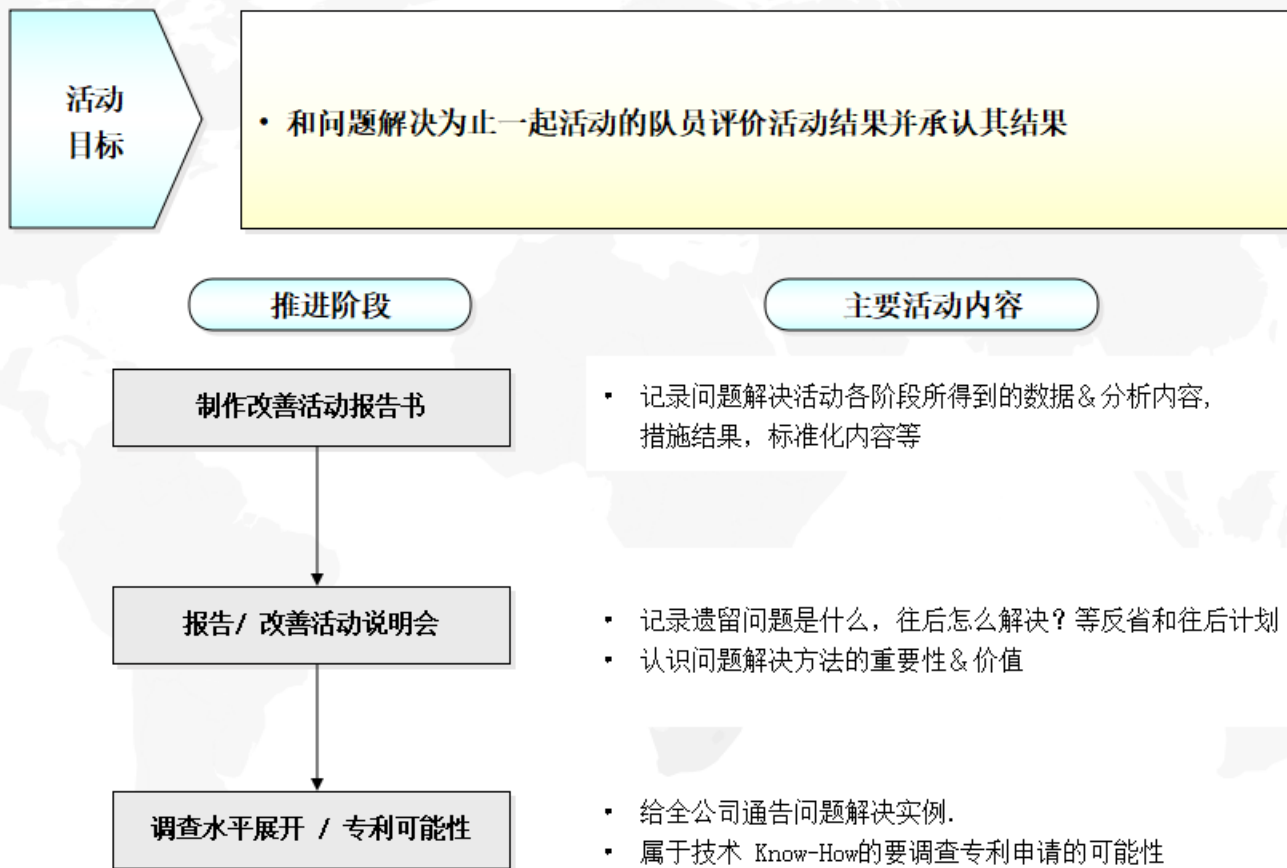 活动
目标
• 和问题解决为止一起活动的队员评价活动结果并承认其结果
推进阶段
主要活动内容
制作改善活动报告书
▪ 记录问题解决活动各阶段所得到的数据＆分析内容,
措施结果，标准化内容等
报告/ 改善活动说明会
▪ 记录遗留问题是什么，往后怎么解决？等反省和往后计划
▪ 认识问题解决方法的重要性＆价值
调查水平展开 / 专利可能性
▪ 给全公司通告问题解决实例.
▪ 属于技术 Know-How的要调查专利申请的可能性